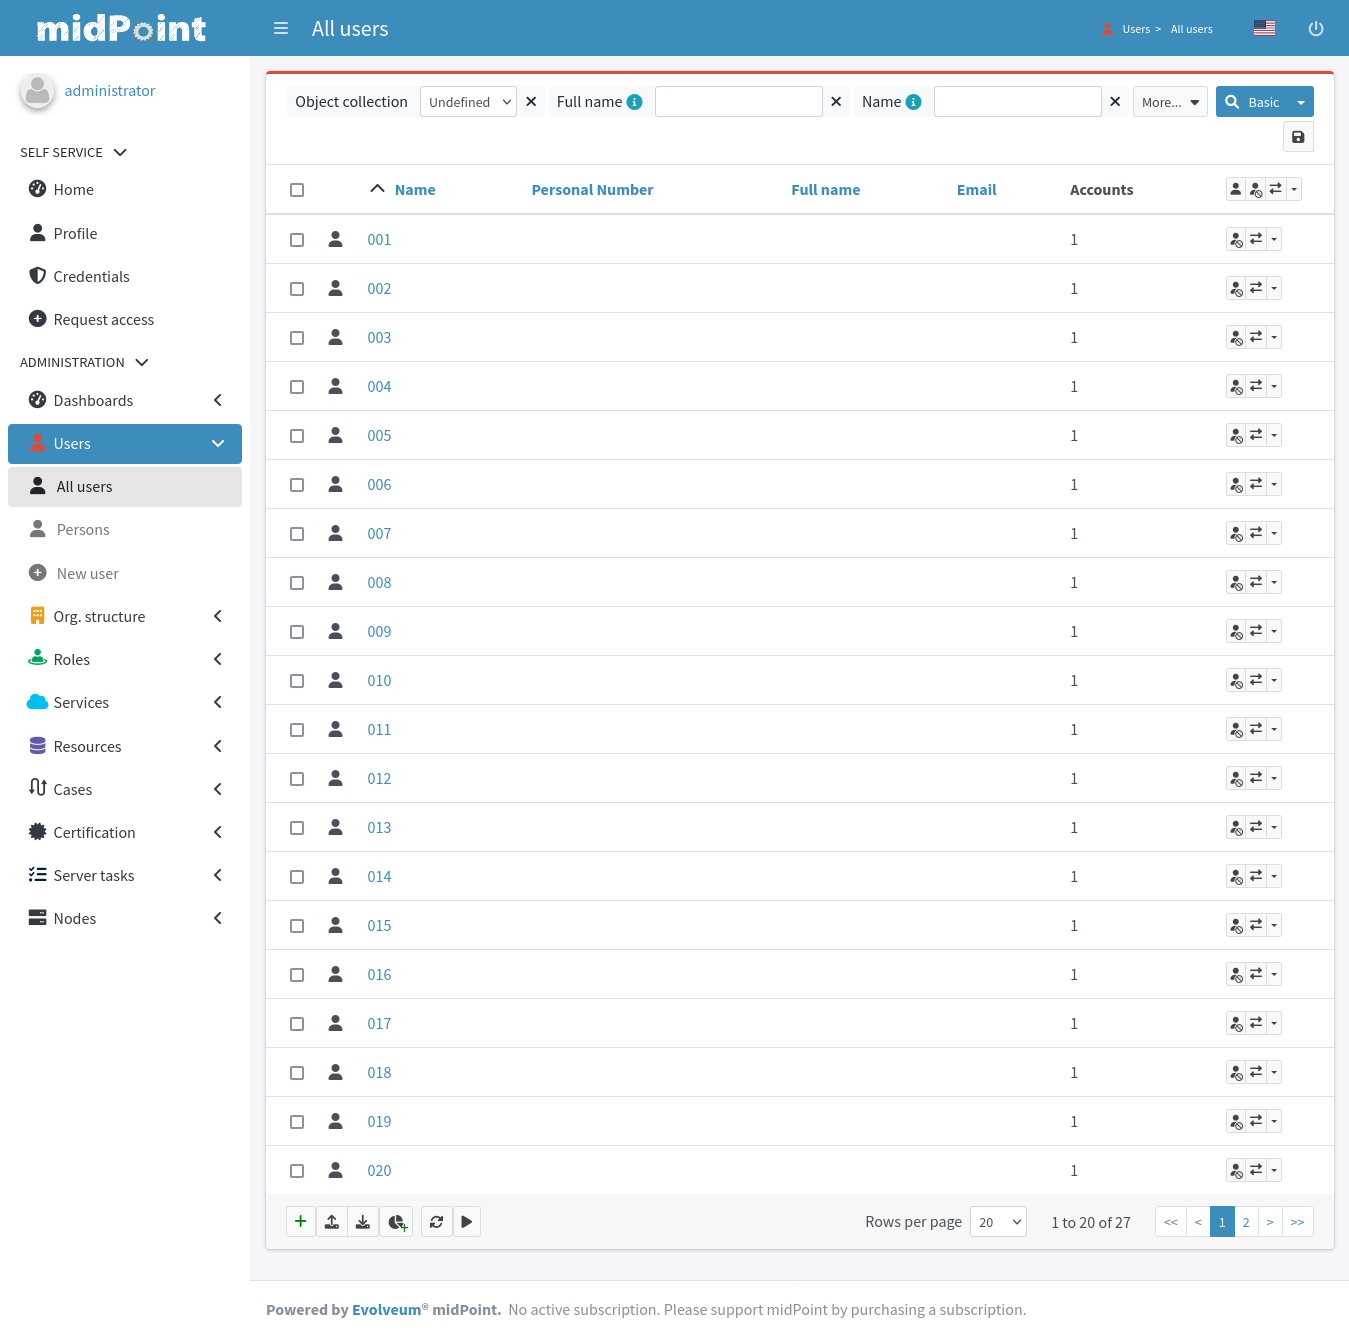 midPoint
All users
Users > All users
administrator
SELF SERVICE
Home
Profile
Credentials
Request access
ADMINISTRATION
Dashboards
Users
All users
Persons
New user
Org. structure
Roles
Services
Resources
Cases
Certification
Server tasks
Nodes
Object collection Undefined Full name Name More... Basic
Name Personal Number Full name Email Accounts
001 1
002 1
003 1
004 1
005 1
006 1
007 1
008 1
009 1
010 1
011 1
012 1
013 1
014 1
015 1
016 1
017 1
018 1
019 1
020 1
Rows per page 20 1 to 20 of 27 << < 1 2 > >>
Powered by Evolveum® midPoint. No active subscription. Please support midPoint by purchasing a subscription.